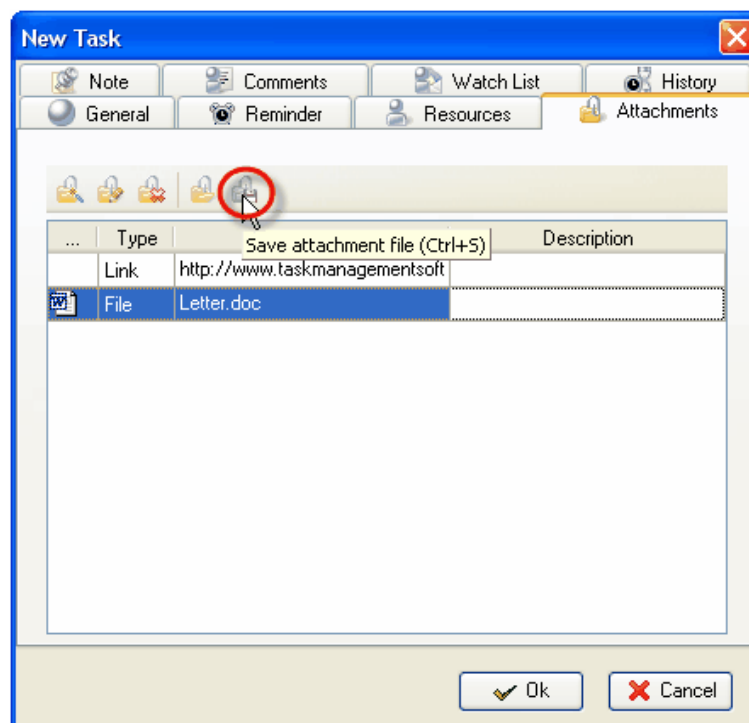 New Task
Note Comments Watch List History
General Reminder Resources Attachments
Save attachment file (Ctrl+S)
... Type Description
Link http://www.taskmanagementsoft
File Letter.doc
Ok Cancel